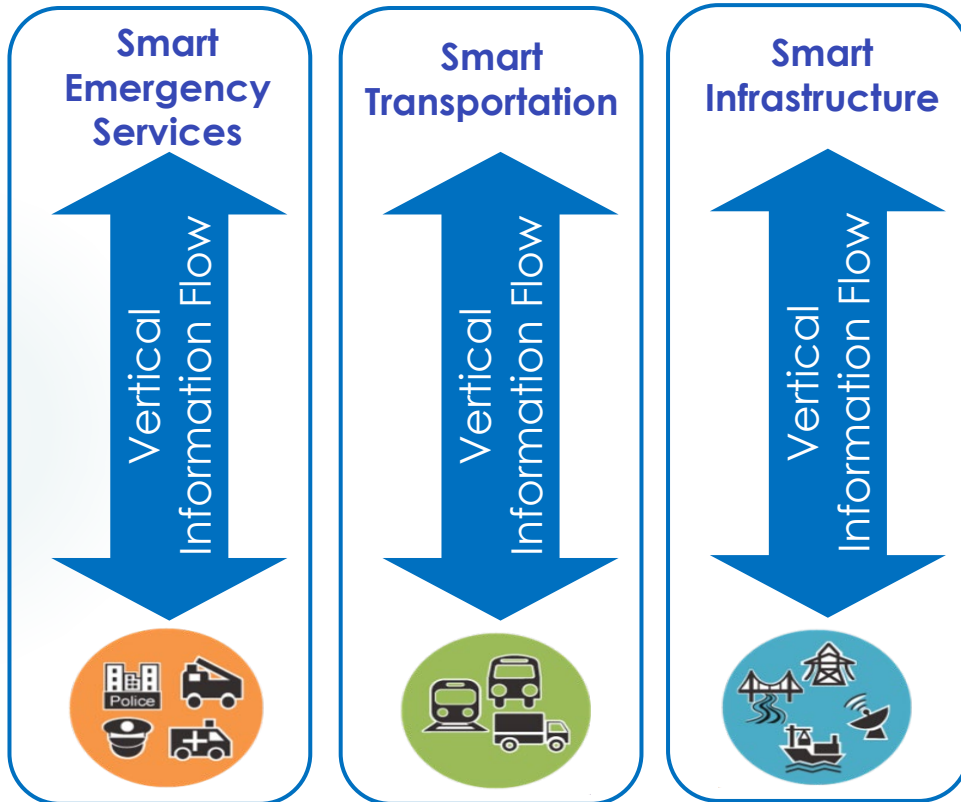 Smart
Emergency
Services
Vertical
Information Flow
Police
Smart
Transportation
Vertical
Information Flow
Smart
Infrastructure
Vertical
Information Flow